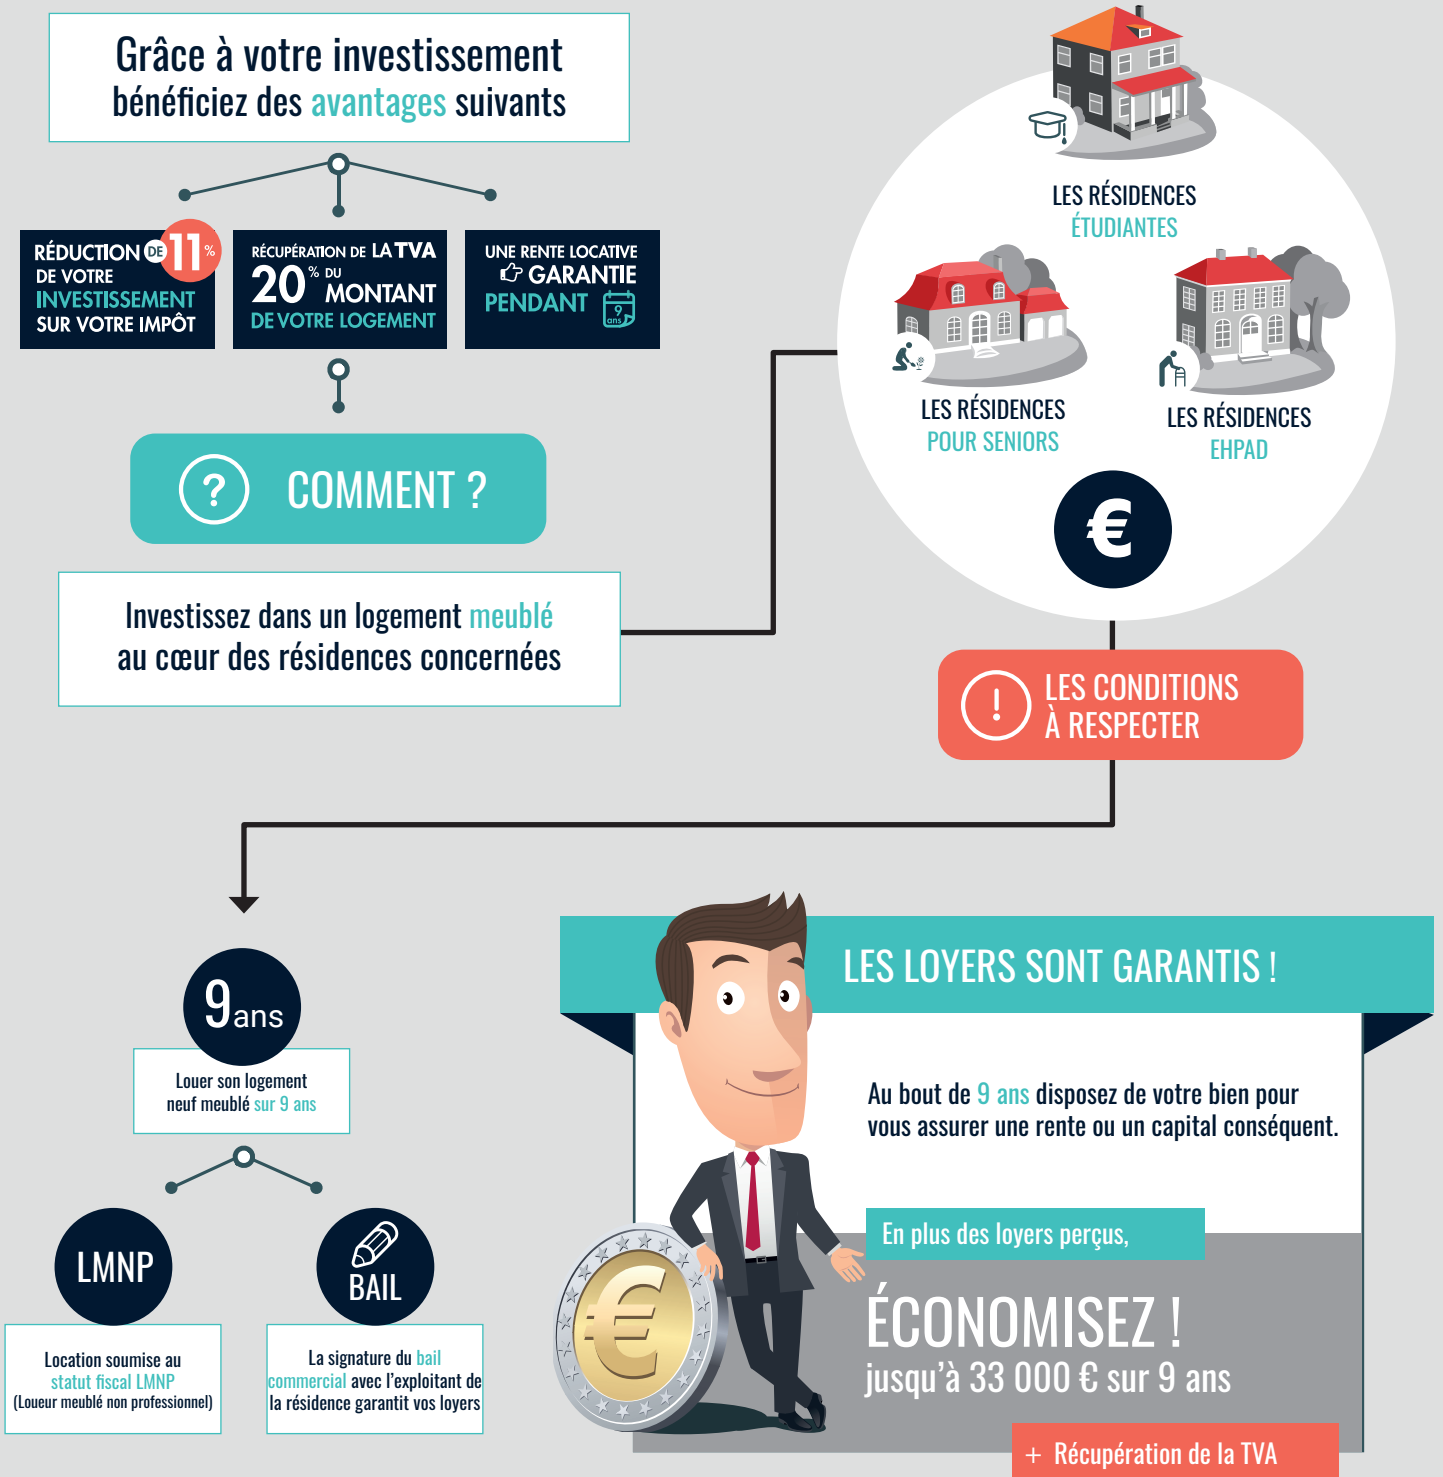 Grâce à votre investissement
bénéficiez des avantages suivants
RÉDUCTION DE 11%
DE VOTRE
INVESTISSEMENT
SUR VOTRE IMPÔT
RÉCUPÉRATION DE LA TVA
20% DU
MONTANT
DE VOTRE LOGEMENT
UNE RENTE LOCATIVE
GARANTIE
PENDANT 9
ans
? COMMENT ?
Investissez dans un logement meublé
au cœur des résidences concernées
LES RÉSIDENCES
ÉTUDIANTES
LES RÉSIDENCES
POUR SENIORS
LES RÉSIDENCES
EHPAD
€
! LES CONDITIONS
À RESPECTER
9 ans
Louer son logement
neuf meublé sur 9 ans
LMNP
Location soumise au
statut fiscal LMNP
(Loueur meublé non professionnel)
BAIL
La signature du bail
commercial avec l'exploitant de
la résidence garantit vos loyers
LES LOYERS SONT GARANTIS !
Au bout de 9 ans disposez de votre bien pour
vous assurer une rente ou un capital conséquent.
En plus des loyers perçus,
ÉCONOMISEZ !
jusqu'à 33 000 € sur 9 ans
+ Récupération de la TVA
€